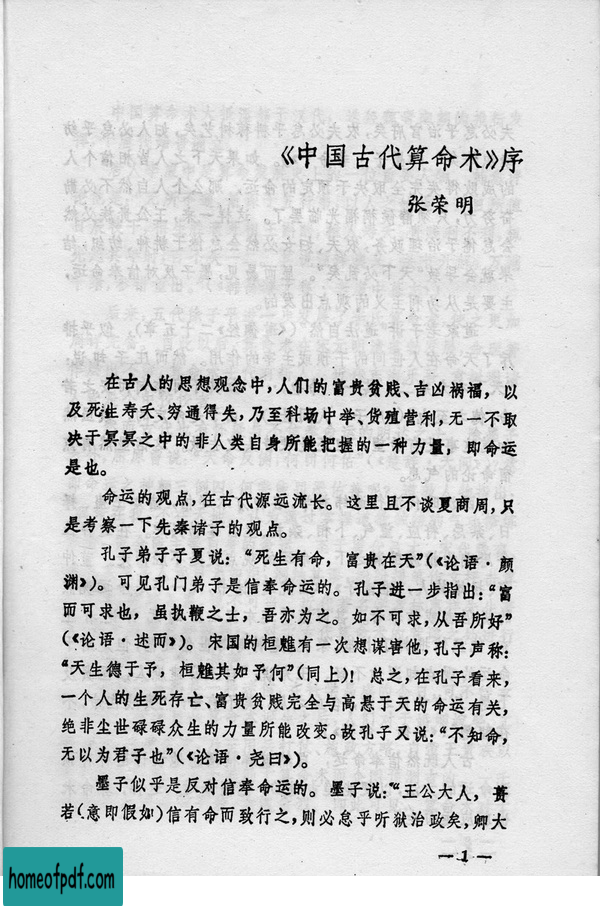 《中国古代算命术》序
张荣明
在古人的思想观念中，人们的富贵贫贱、吉凶祸福，以
及死生寿夭、穷通得失，乃至科场中举、货殖营利，无一不取
决于冥冥之中的非人类自身所能把握的一种力量，即命运
是也。
命运的观点，在古代源远流长。这里且不谈夏商周，只
是考察一下先秦诸子的观点。
孔子弟子子夏说：“死生有命，富贵在天”（《论语·颜
渊》）。可见孔门弟子是信奉命运的。孔子进一步指出：“富
而可求也，虽执鞭之士，吾亦为之。如不可求，从吾所好”
（《论语·述而》）。宋国的桓魋有一次想谋害他，孔子声称：
“天生德于予，桓魋其如予何”（同上）！总之，在孔子看来，
一个人的生死存亡、富贵贫贱完全与高悬于天的命运有关，
绝非尘世碌碌众生的力量所能改变。故孔子又说：“不知命，
无以为君子也”（《论语·尧曰》）。
墨子似乎是反对信奉命运的。墨子说：“王公大人，蒉
若（意即假如）信有命而致行之，则必怠乎听狱治政矣，卿大
— 1 —
homeofpdf.com